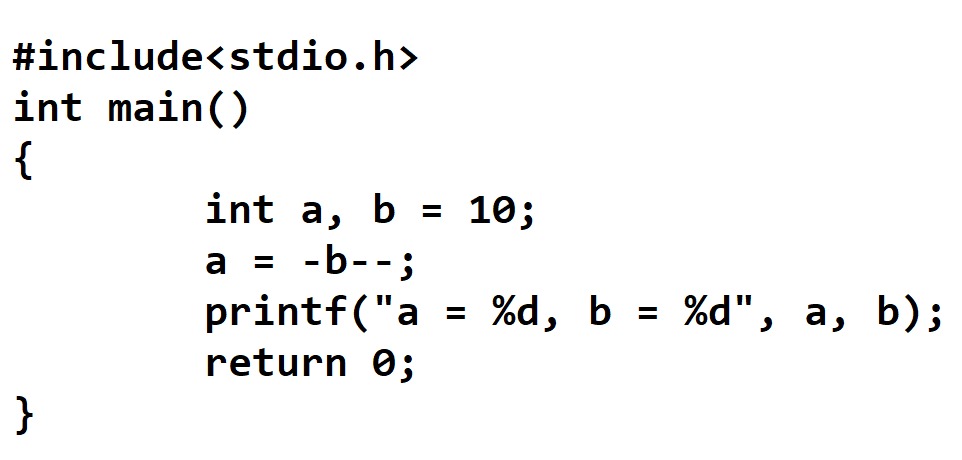 #include<stdio.h>
int main()
{
int a, b = 10;
a = -b--;
printf("a = %d, b = %d", a, b);
return 0;
}